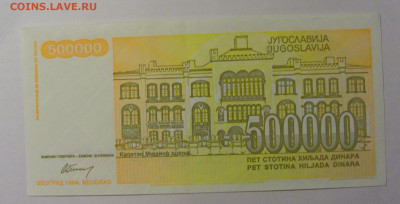 COINS.LAVE.RU
500000
ЈУГОСЛАВИЈА
JUGOSLAVIJA
500000
ПЕТ СТОТИНА ХИЉАДА ДИНАРА
PET STOTINA HILJADA DINARA
БЕОГРАД 1994. BEOGRAD